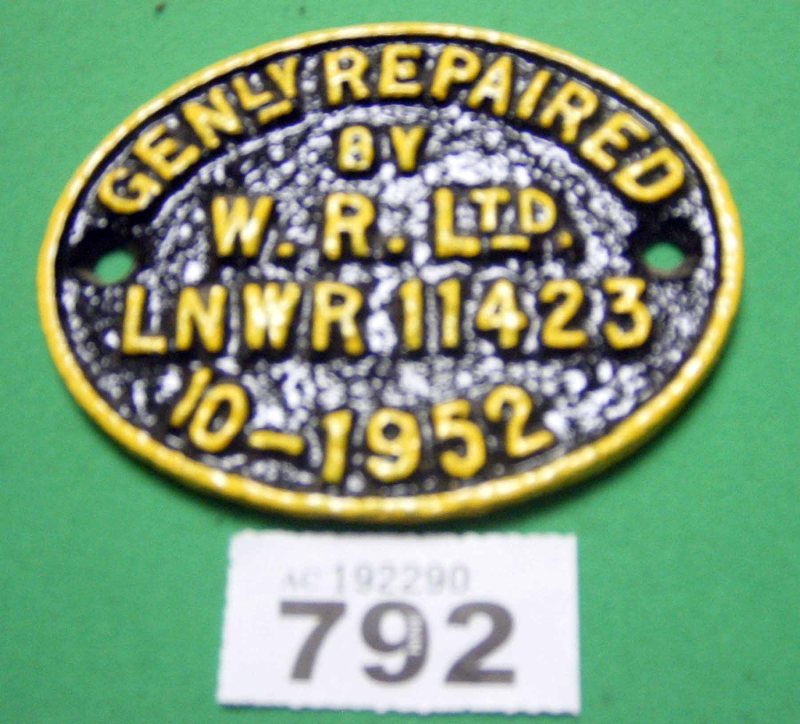 GENLY REPAIRED
BY
W. R. LTD.
LNWR 11423
10-1952
AC 192290
792